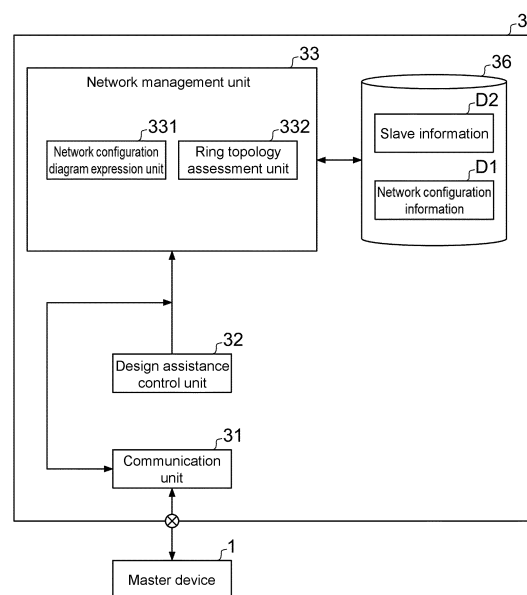 3
33
Network management unit
331
Network configuration
diagram expression unit
332
Ring topology
assessment unit
36
D2
Slave information
D1
Network configuration
information
32
Design assistance
control unit
31
Communication
unit
1
Master device